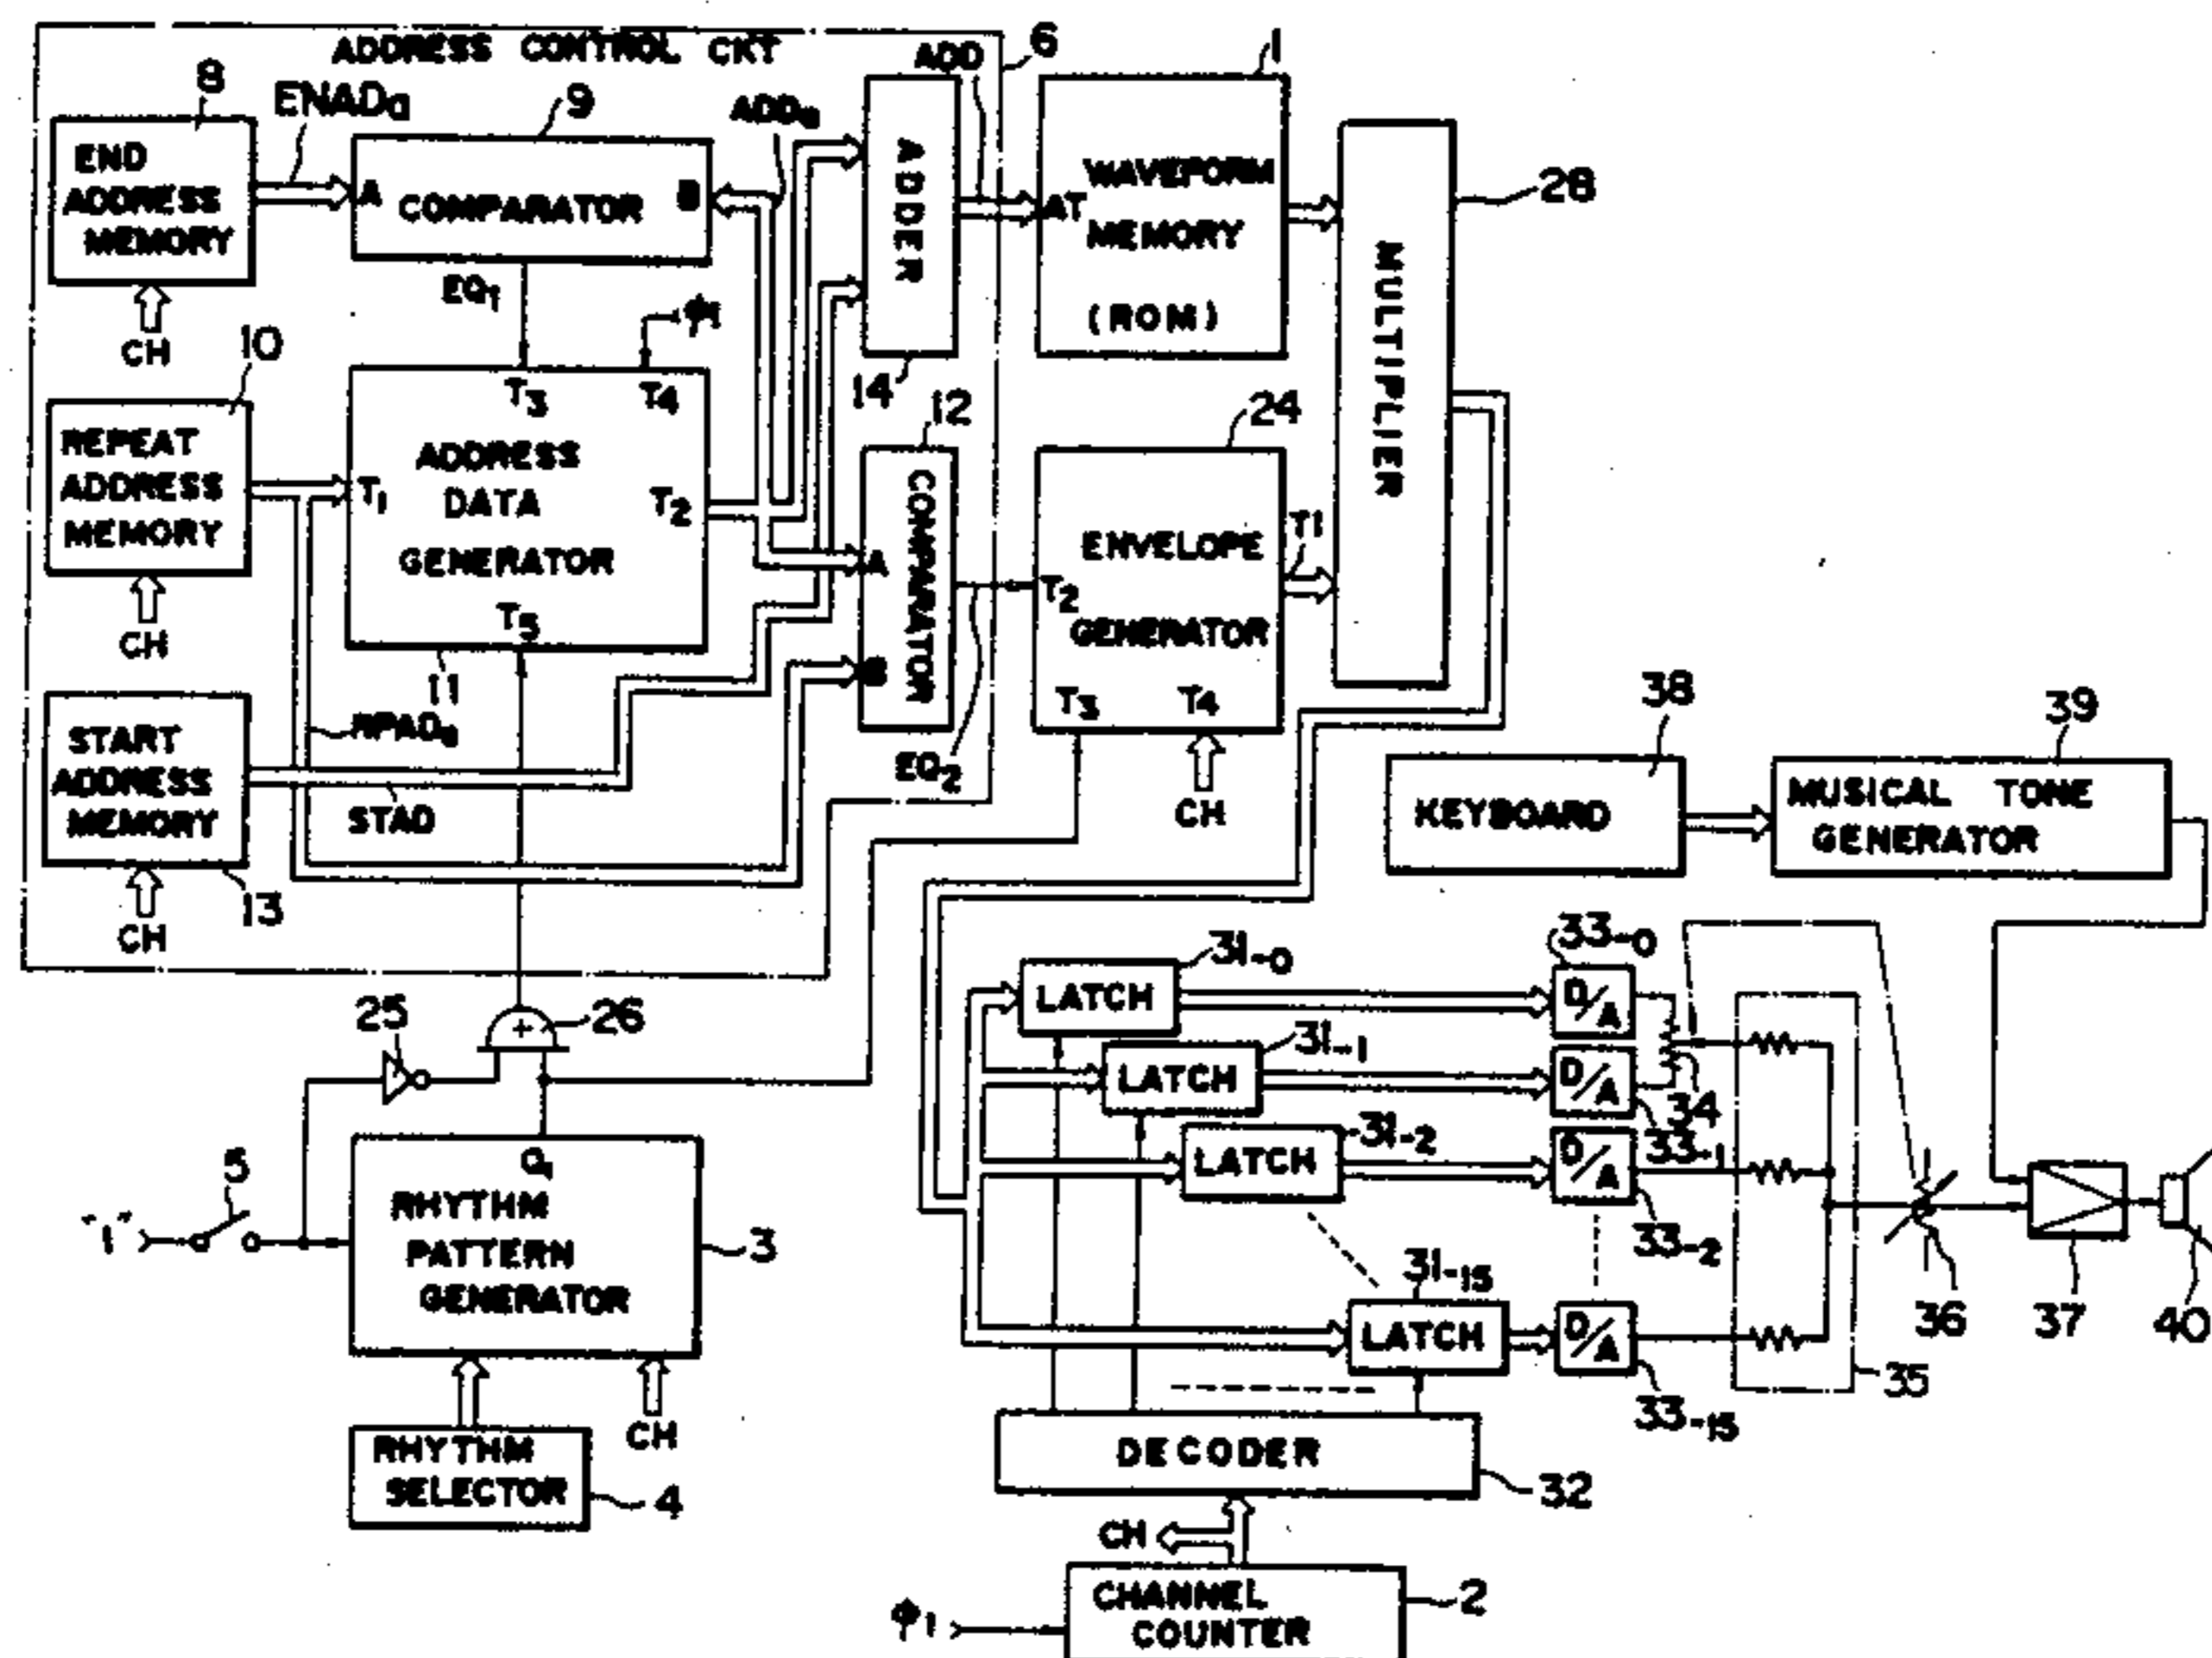 ADDRESS CONTROL CKT
6
8
ENADa
9
ADDa
ADD
1
END
ADDRESS
MEMORY
A
COMPARATOR
B
ADDER
AT
WAVEFORM
MEMORY
(ROM)
MULTIPLIER
28
CH
EQ1
φ1
14
10
REPEAT
ADDRESS
MEMORY
T1
T3
T4
ADDRESS
DATA
GENERATOR
T2
T5
12
A
COMPARATOR
B
24
ENVELOPE
GENERATOR
T1
T2
T3
T4
CH
11
EQ2
CH
13
START
ADDRESS
MEMORY
RPADa
STAD
CH
38
KEYBOARD
39
MUSICAL TONE
GENERATOR
25
+
26
5
"1"
Q1
RHYTHM
PATTERN
GENERATOR
3
CH
RHYTHM
SELECTOR
4
31-0
LATCH
31-1
LATCH
31-2
LATCH
31-15
LATCH
33-0
D/A
D/A
33-1
34
D/A
33-2
D/A
33-15
35
36
37
40
DECODER
32
CH
φ1
CHANNEL
COUNTER
2